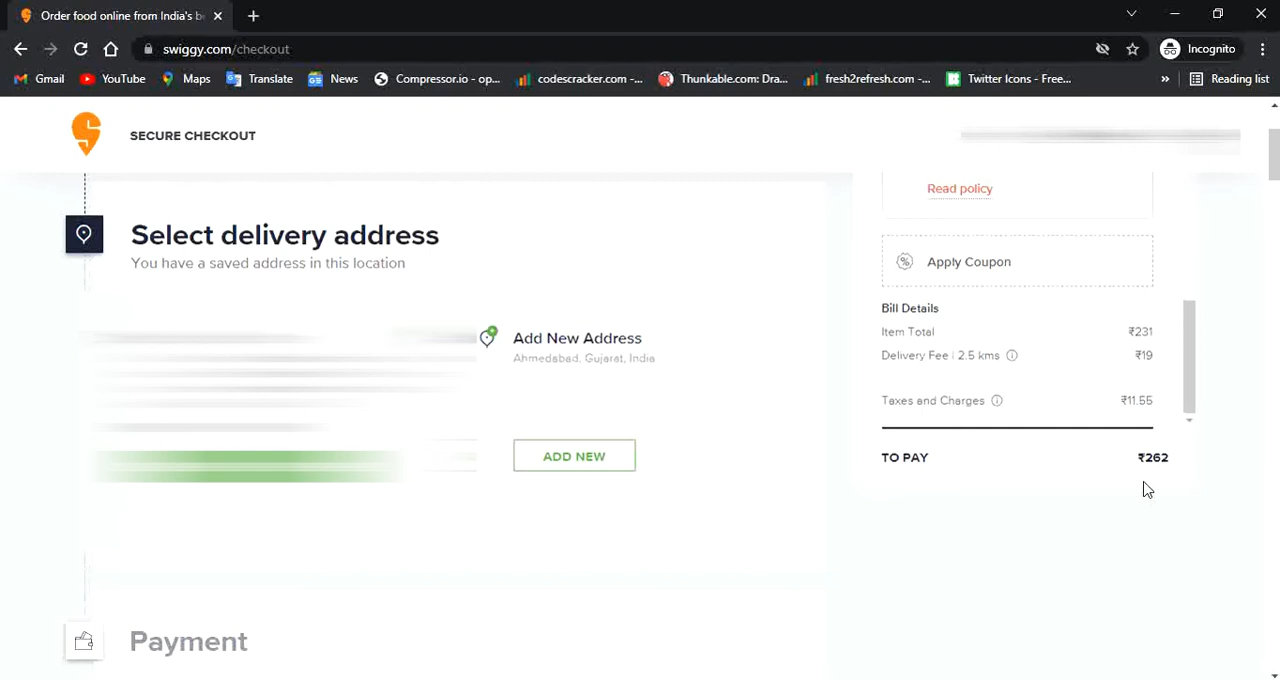 Order food online from India's b
swiggy.com/checkout
Incognito
Gmail YouTube Maps Translate News Compressor.io - op... codescracker.com -... Thunkable.com: Dra... fresh2refresh.com -... Twitter Icons - Free... » Reading list
SECURE CHECKOUT
Read policy
Select delivery address
You have a saved address in this location
Apply Coupon
Bill Details
Item Total ₹231
Add New Address
Ahmedabad, Gujarat, India
Delivery Fee | 2.5 kms ₹19
Taxes and Charges ₹11.55
ADD NEW
TO PAY ₹262
Payment